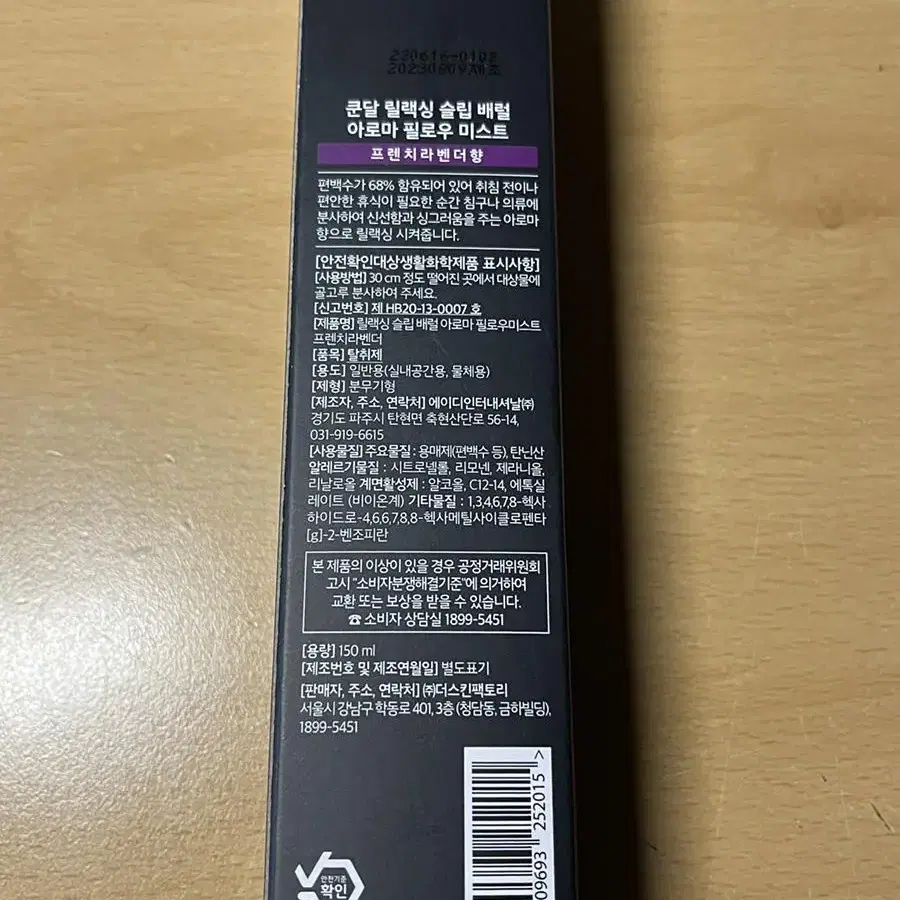 20230809제조
쿤달 릴랙싱 슬립 배럴
아로마 필로우 미스트
프렌치라벤더향
편백수가 68% 함유되어 있어 취침 전이나
편안한 휴식이 필요한 순간 침구나 의류에
분사하여 신선함과 싱그러움을 주는 아로마
향으로 릴랙싱 시켜줍니다.
[안전확인대상생활화학제품 표시사항]
[사용방법] 30 cm 정도 떨어진 곳에서 대상물에
골고루 분사하여 주세요.
[신고번호] 제 HB20-13-0007 호
[제품명] 릴랙싱 슬립 배럴 아로마 필로우미스트
프렌치라벤더
[품목] 탈취제
[용도] 일반용(실내공간용, 물체용)
[제형] 분무기형
[제조자, 주소, 연락처] 에이디인터내셔날㈜
경기도 파주시 탄현면 축현산단로 56-14,
031-919-6615
[사용물질] 주요물질 : 용매제(편백수 등), 탄닌산
알레르기물질 : 시트로넬롤, 리모넨, 제라니올,
리날로올 계면활성제 : 알코올, C12-14, 에톡실
레이트 (비이온계) 기타물질 : 1,3,4,6,7,8-헥사
하이드로-4,6,6,7,8,8-헥사메틸사이클로펜타
[g]-2-벤조피란
본 제품의 이상이 있을 경우 공정거래위원회
고시 "소비자분쟁해결기준"에 의거하여
교환 또는 보상을 받을 수 있습니다.
☎ 소비자 상담실 1899-5451
[용량] 150 ml
[제조번호 및 제조연월일] 별도표기
[판매자, 주소, 연락처] ㈜더스킨팩토리
서울시 강남구 학동로 401, 3층 (청담동, 금하빌딩),
1899-5451
09693 252015 >
안전기준
확인